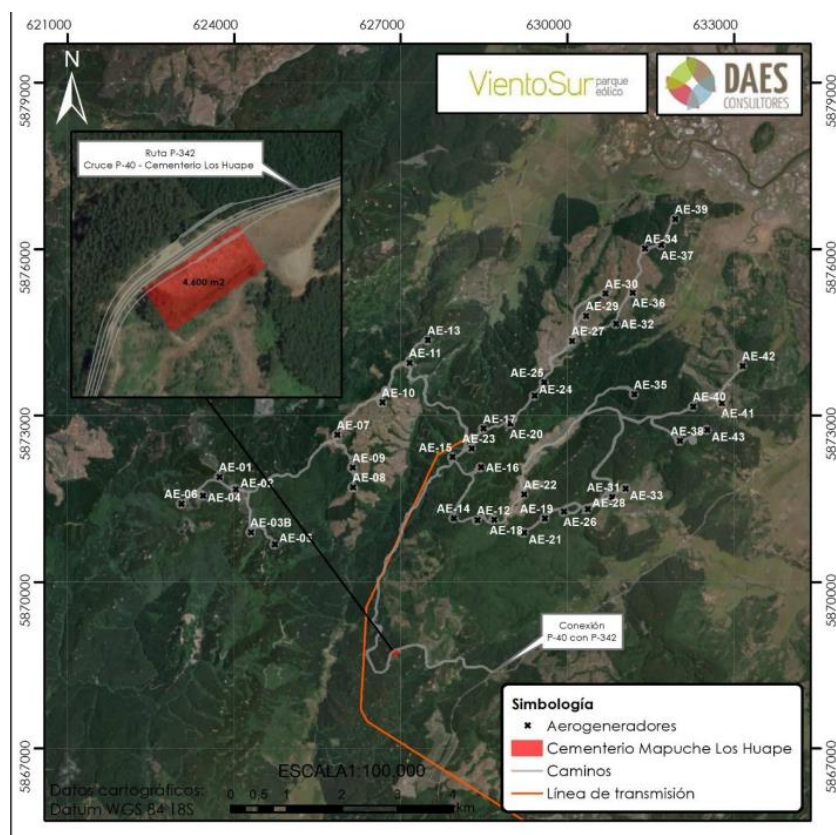 621000
624000
627000
630000
633000
N
VientoSur parque
eólico
DAES
CONSULTORES
5879000
5879000
Ruta P-342
Cruce P-40 - Cementerio Los Huape
4.600 m2
5876000
5876000
AE-39
AE-34
AE-37
AE-30
AE-36
AE-29
AE-32
AE-27
AE-13
AE-11
AE-42
AE-25
AE-24
AE-35
AE-10
AE-40
AE-41
5873000
5873000
AE-17
AE-07
AE-20
AE-38
AE-43
AE-23
AE-15
AE-09
AE-16
AE-01
AE-08
AE-02
AE-22
AE-31
AE-33
AE-06
AE-04
AE-28
AE-14
AE-12
AE-19
AE-26
AE-03B
AE-18
AE-21
AE-05
5870000
5870000
Conexión
P-40 con P-342
Simbología
Aerogeneradores
Cementerio Mapuche Los Huape
Caminos
Línea de transmisión
5867000
5867000
ESCALA1:100.000
Datos cartográficos:
Datum WGS 84 18S
0 0,5 1 2 3 4
km